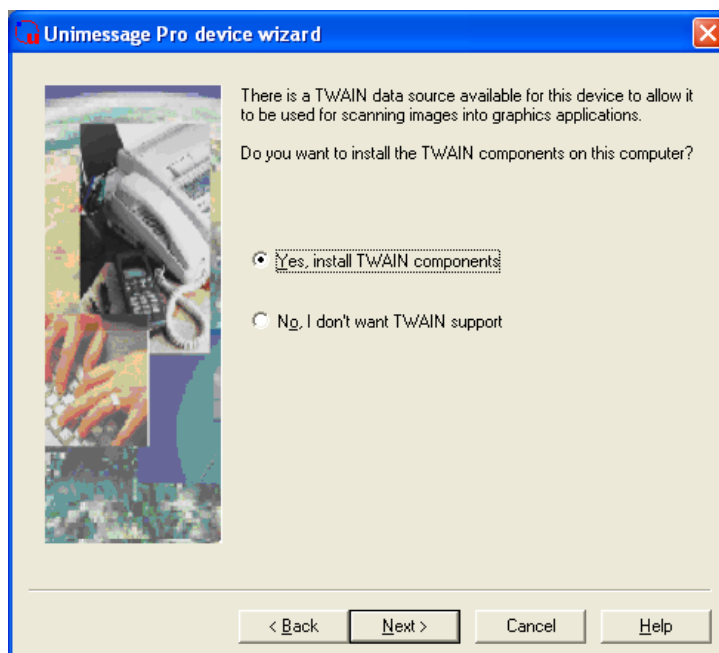 Unimessage Pro device wizard
There is a TWAIN data source available for this device to allow it
to be used for scanning images into graphics applications.
Do you want to install the TWAIN components on this computer?
Yes, install TWAIN components
No, I don't want TWAIN support
< Back Next > Cancel Help